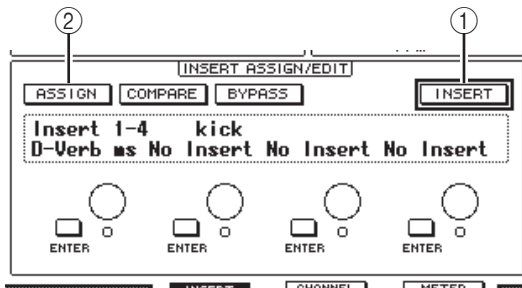 ② ①
INSERT ASSIGN/EDIT
ASSIGN COMPARE BYPASS INSERT
Insert 1-4 kick
D-Verb ms No Insert No Insert No Insert
ENTER ENTER ENTER ENTER
INSERT CHANNEL METER